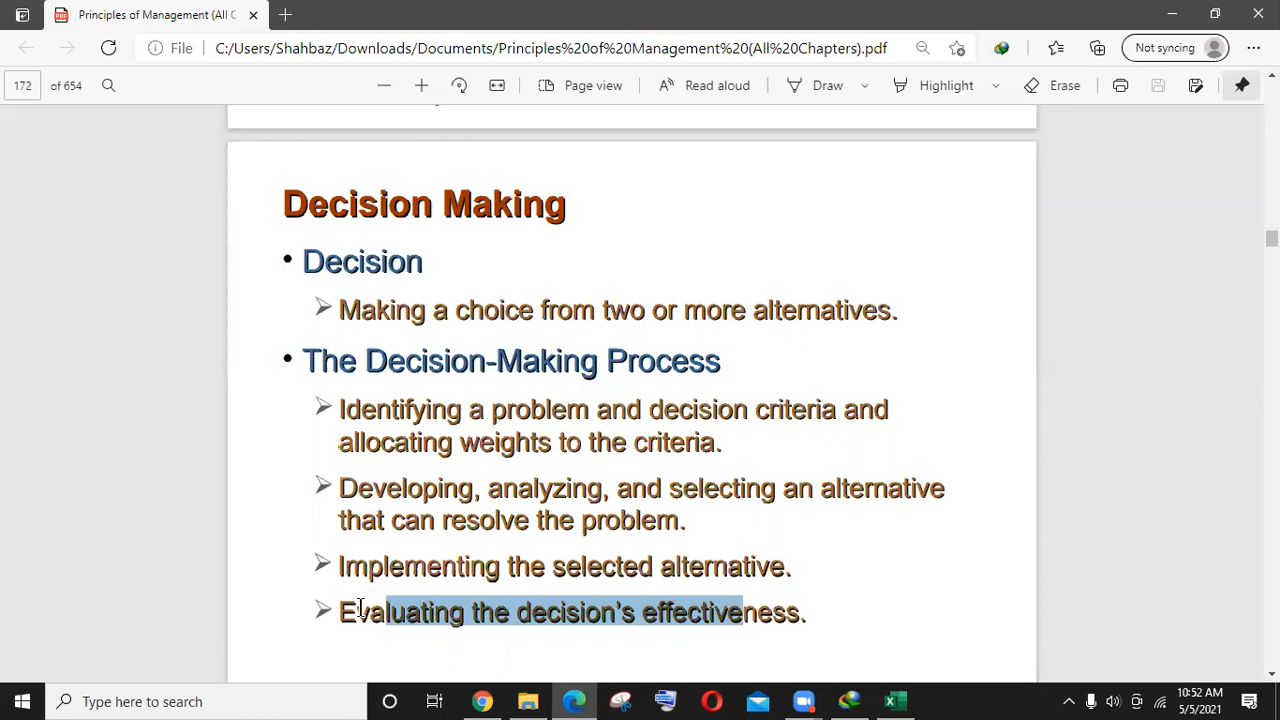 Principles of Management (All C
File
C:/Users/Shahbaz/Downloads/Documents/Principles%20of%20Management%20(All%20Chapters).pdf
Not syncing
172 of 654
Page view
Read aloud
Draw
Highlight
Erase
Decision Making
• Decision
Making a choice from two or more alternatives.
• The Decision-Making Process
Identifying a problem and decision criteria and
allocating weights to the criteria.
Developing, analyzing, and selecting an alternative
that can resolve the problem.
Implementing the selected alternative.
Evaluating the decision's effectiveness.
Type here to search
10:52 AM
5/5/2021